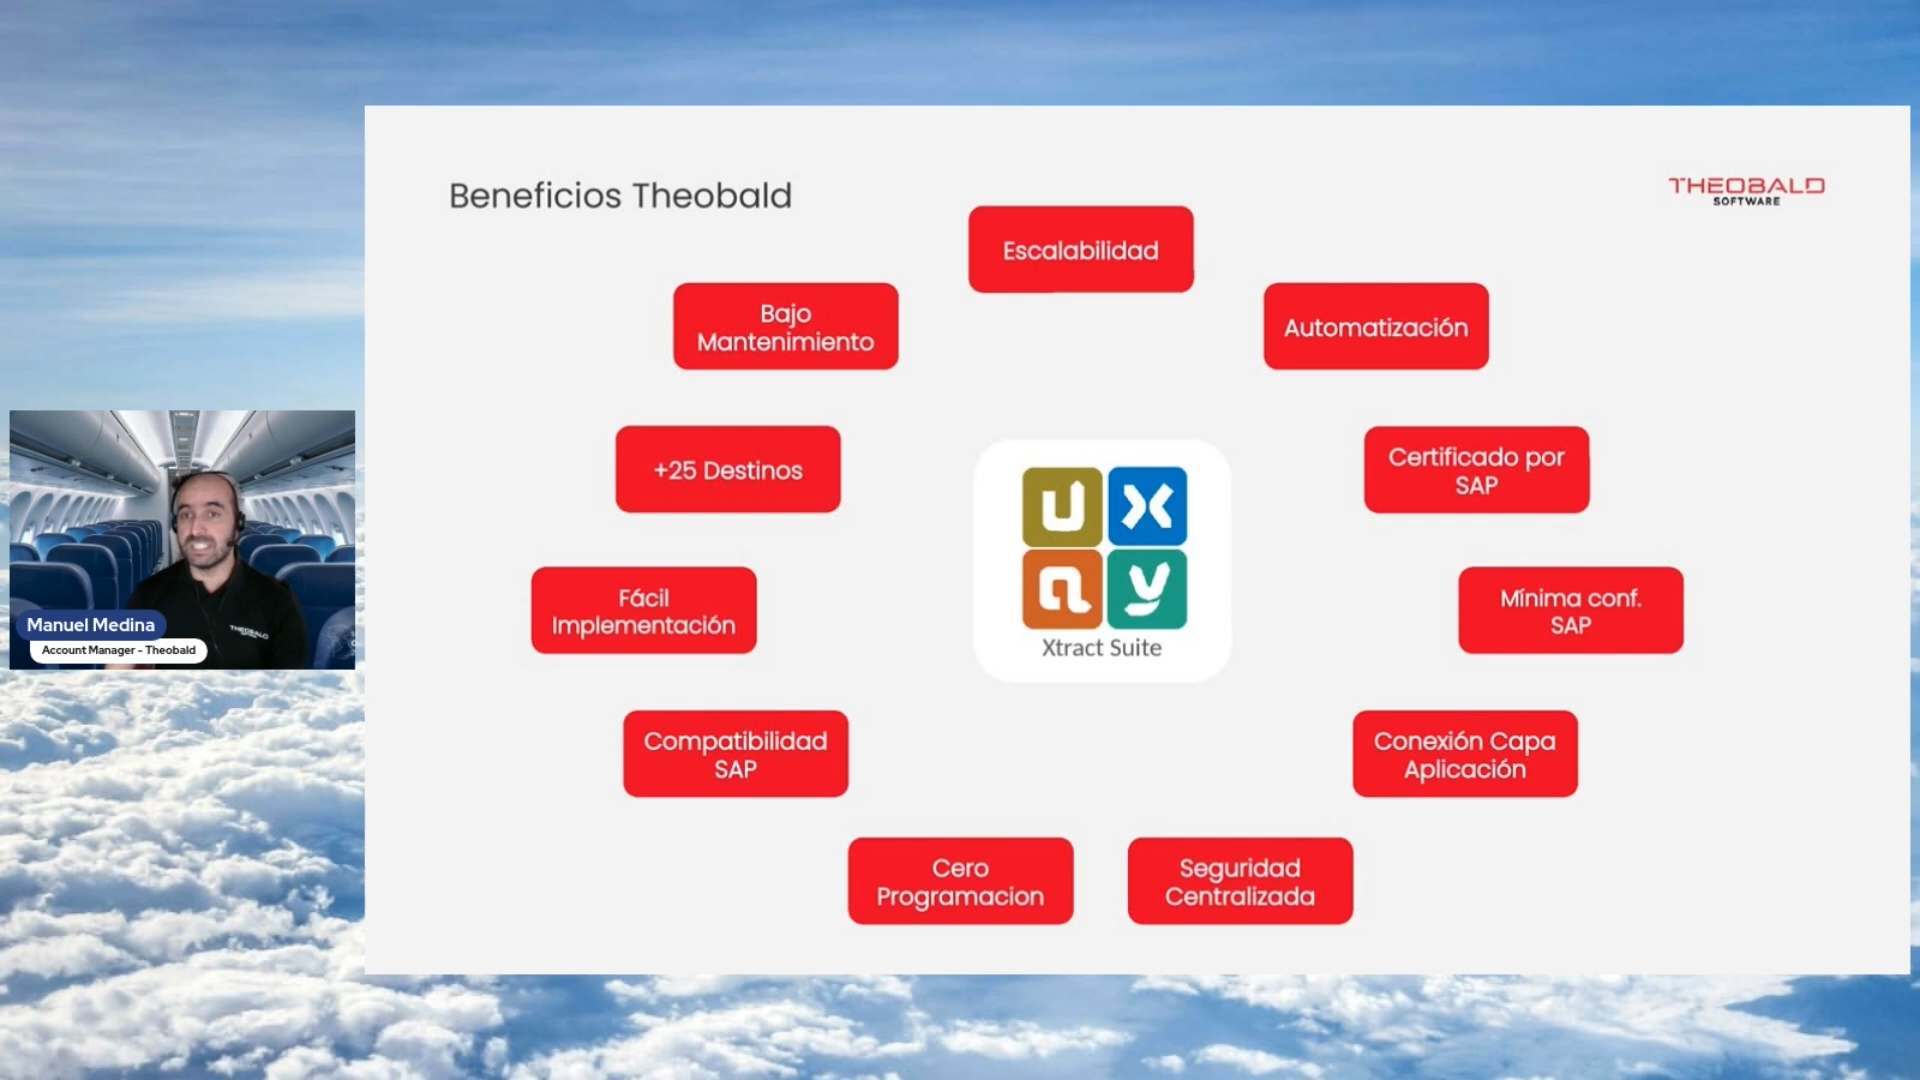 Beneficios Theobald
THEOBALD
SOFTWARE
Escalabilidad
Bajo
Mantenimiento
Automatización
+25 Destinos
Certificado por
SAP
u x
n y
Xtract Suite
Fácil
Implementación
Mínima conf.
SAP
Compatibilidad
SAP
Conexión Capa
Aplicación
Cero
Programacion
Seguridad
Centralizada
THEOBALD
Manuel Medina
Account Manager - Theobald